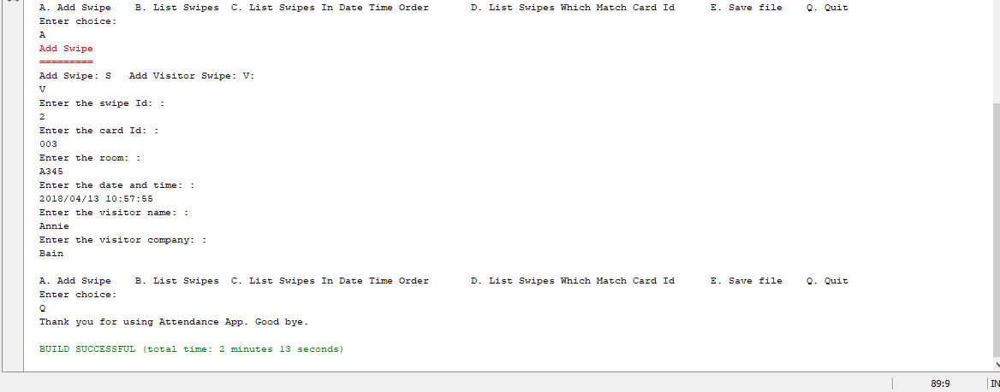 A. Add Swipe    B. List Swipes  C. List Swipes In Date Time Order       D. List Swipes Which Match Card Id      E. Save file    Q. Quit
Enter choice:
A
Add Swipe
=========
Add Swipe: S   Add Visitor Swipe: V:
V
Enter the swipe Id: :
2
Enter the card Id: :
003
Enter the room: :
A345
Enter the date and time: :
2018/04/13 10:57:55
Enter the visitor name: :
Annie
Enter the visitor company: :
Bain
A. Add Swipe    B. List Swipes  C. List Swipes In Date Time Order       D. List Swipes Which Match Card Id      E. Save file    Q. Quit
Enter choice:
Q
Thank you for using Attendance App. Good bye.
BUILD SUCCESSFUL (total time: 2 minutes 13 seconds)
89:9 IN